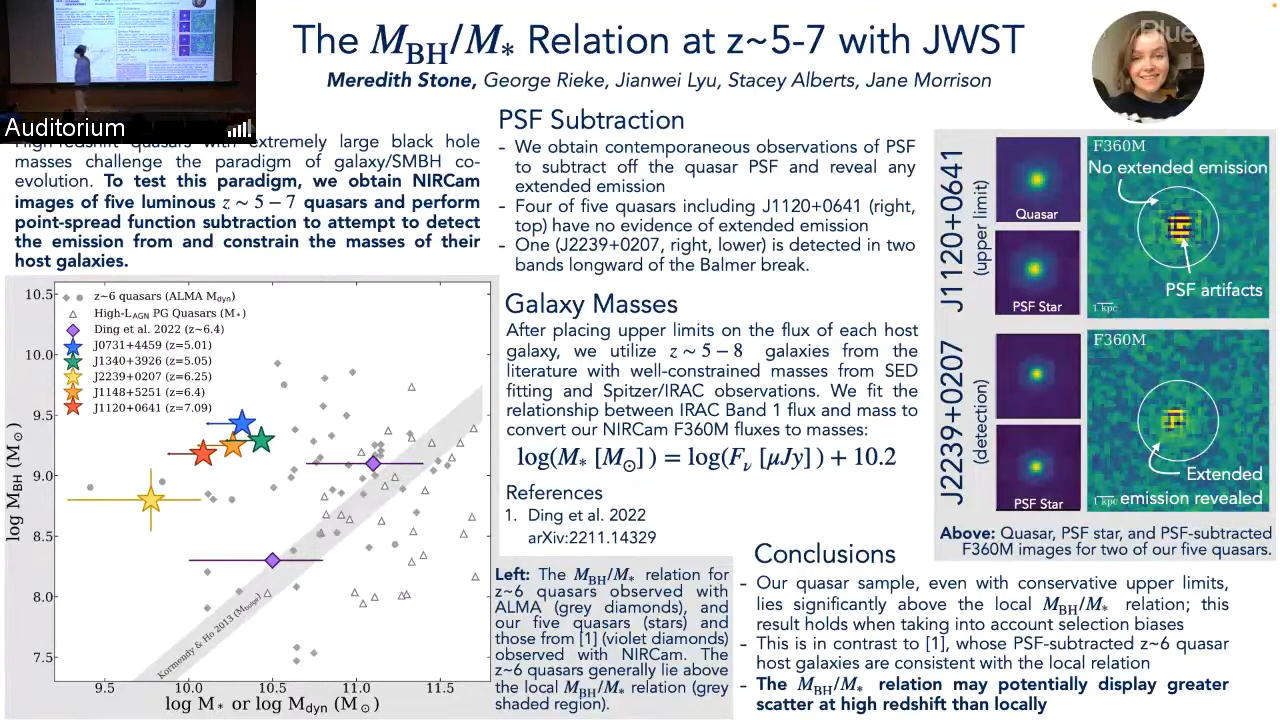 The M_BH/M_* Relation at z~5-7 with JWST
Meredith Stone, George Rieke, Jianwei Lyu, Stacey Alberts, Jane Morrison
Auditorium
High-redshift quasars with extremely large black hole
masses challenge the paradigm of galaxy/SMBH co-
evolution. To test this paradigm, we obtain NIRCam
images of five luminous z ~ 5 − 7 quasars and perform
point-spread function subtraction to attempt to detect
the emission from and constrain the masses of their
host galaxies.
10.5
10.0
9.5
9.0
8.5
8.0
7.5
log M_BH (M_⊙)
z~6 quasars (ALMA M_dyn)
High-L_AGN PG Quasars (M_*)
Ding et al. 2022 (z~6.4)
J0731+4459 (z=5.01)
J1340+3926 (z=5.05)
J2239+0207 (z=6.25)
J1148+5251 (z=6.4)
J1120+0641 (z=7.09)
Kormendy & Ho 2013 (M_bulge)
9.5 10.0 10.5 11.0 11.5
log M_* or log M_dyn (M_⊙)
PSF Subtraction
- We obtain contemporaneous observations of PSF
to subtract off the quasar PSF and reveal any
extended emission
- Four of five quasars including J1120+0641 (right,
top) have no evidence of extended emission
- One (J2239+0207, right, lower) is detected in two
bands longward of the Balmer break.
Galaxy Masses
After placing upper limits on the flux of each host
galaxy, we utilize z ~ 5 − 8 galaxies from the
literature with well-constrained masses from SED
fitting and Spitzer/IRAC observations. We fit the
relationship between IRAC Band 1 flux and mass to
convert our NIRCam F360M fluxes to masses:
log(M_* [M_⊙]) = log(F_ν [μJy]) + 10.2
References
1. Ding et al. 2022
arXiv:2211.14329
Left: The M_BH/M_* relation for
z~6 quasars observed with
ALMA (grey diamonds), and
our five quasars (stars) and
those from [1] (violet diamonds)
observed with NIRCam. The
z~6 quasars generally lie above
the local M_BH/M_* relation (grey
shaded region).
J1120+0641
(upper limit)
Quasar
PSF Star
F360M
No extended emission
PSF artifacts
1 kpc
J2239+0207
(detection)
PSF Star
F360M
Extended
emission revealed
1 kpc
Above: Quasar, PSF star, and PSF-subtracted
F360M images for two of our five quasars.
Conclusions
- Our quasar sample, even with conservative upper limits,
lies significantly above the local M_BH/M_* relation; this
result holds when taking into account selection biases
- This is in contrast to [1], whose PSF-subtracted z~6 quasar
host galaxies are consistent with the local relation
- The M_BH/M_* relation may potentially display greater
scatter at high redshift than locally